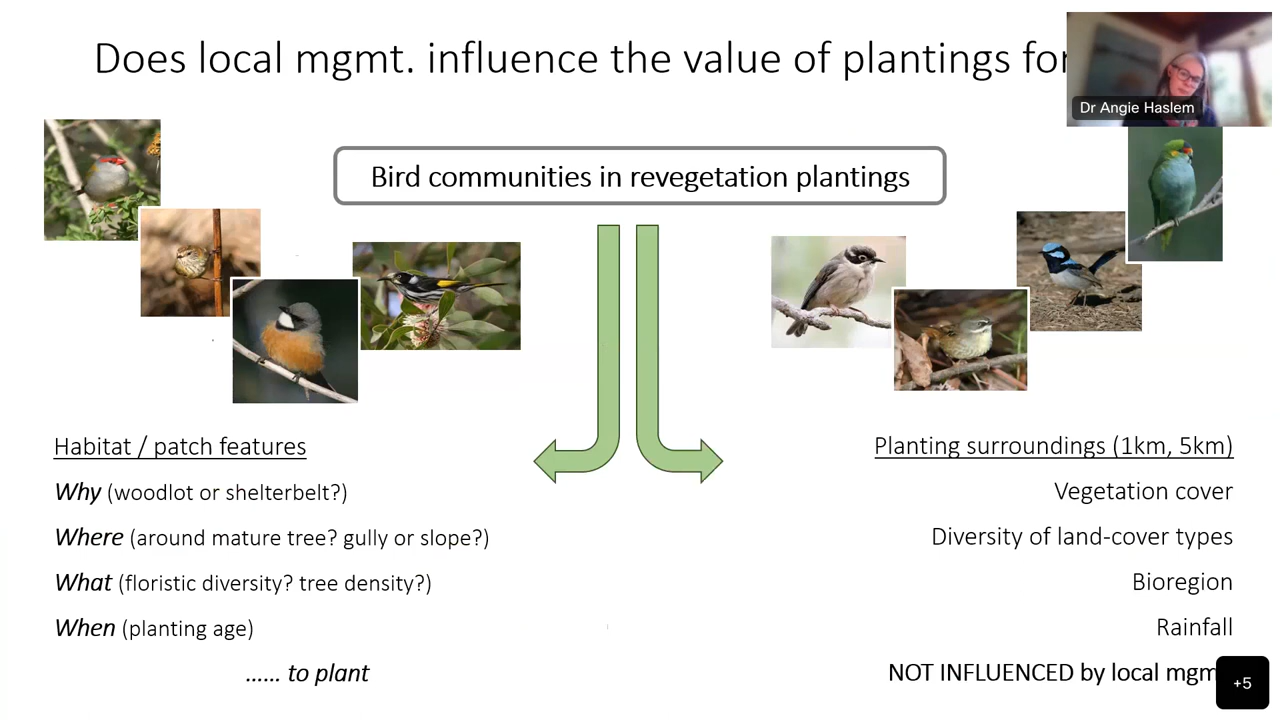 Does local mgmt. influence the value of plantings for
Dr Angie Haslem
Bird communities in revegetation plantings
Habitat / patch features
Why (woodlot or shelterbelt?)
Where (around mature tree? gully or slope?)
What (floristic diversity? tree density?)
When (planting age)
...... to plant
Planting surroundings (1km, 5km)
Vegetation cover
Diversity of land-cover types
Bioregion
Rainfall
NOT INFLUENCED by local mgm
+5